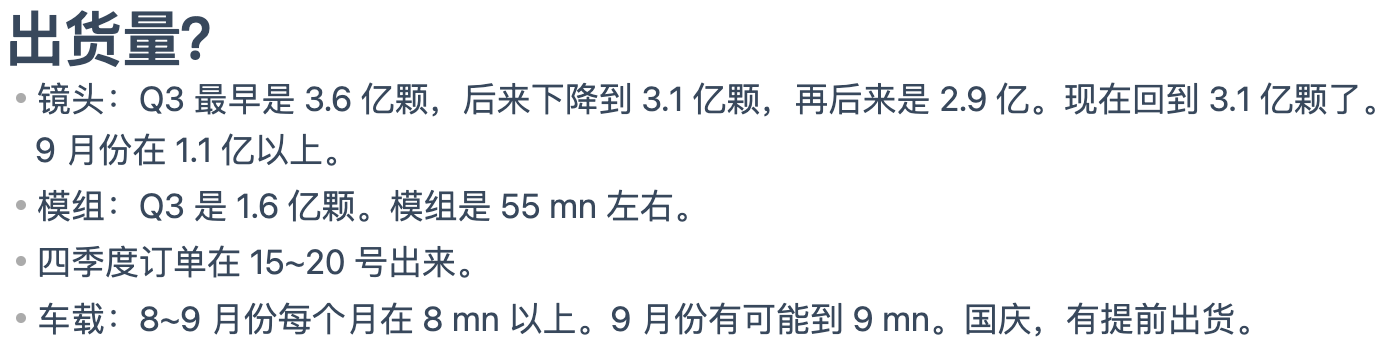 出货量？
• 镜头：Q3 最早是 3.6 亿颗，后来下降到 3.1 亿颗，再后来是 2.9 亿。现在回到 3.1 亿颗了。
9 月份在 1.1 亿以上。
• 模组：Q3 是 1.6 亿颗。模组是 55 mn 左右。
• 四季度订单在 15~20 号出来。
• 车载：8~9 月份每个月在 8 mn 以上。9 月份有可能到 9 mn。国庆，有提前出货。